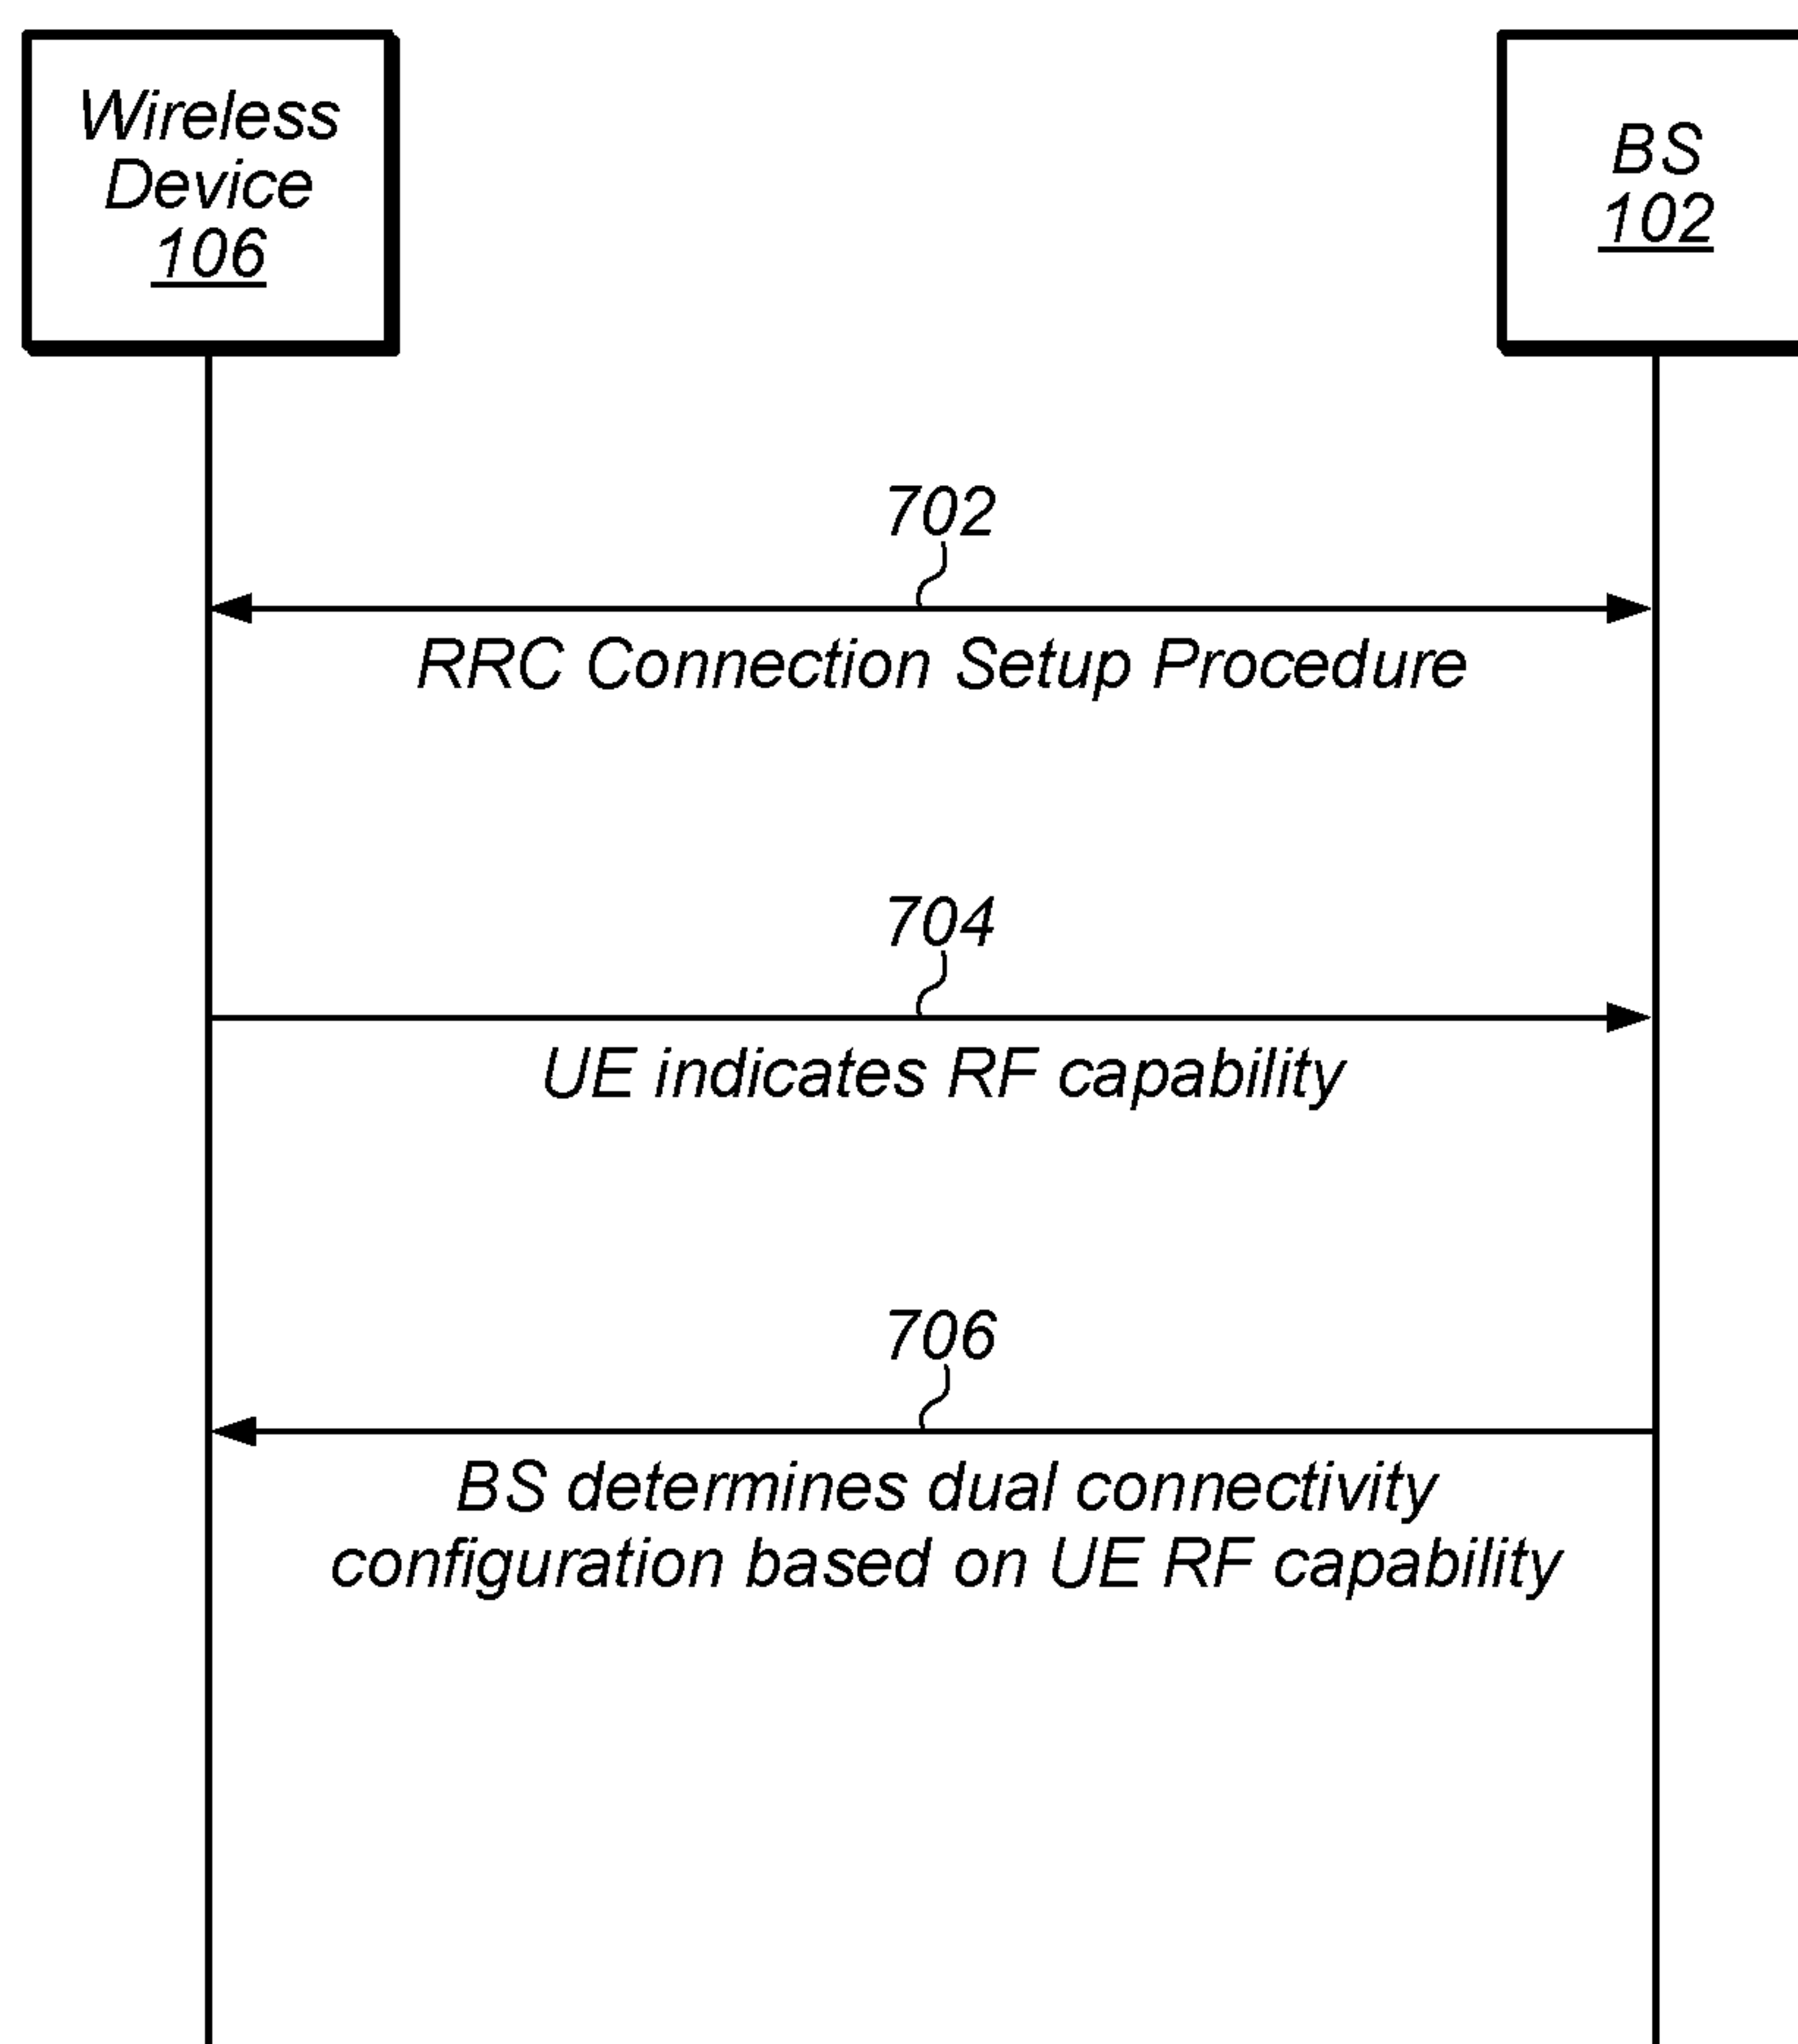 Wireless
Device
106
BS
102
702
RRC Connection Setup Procedure
704
UE indicates RF capability
706
BS determines dual connectivity
configuration based on UE RF capability